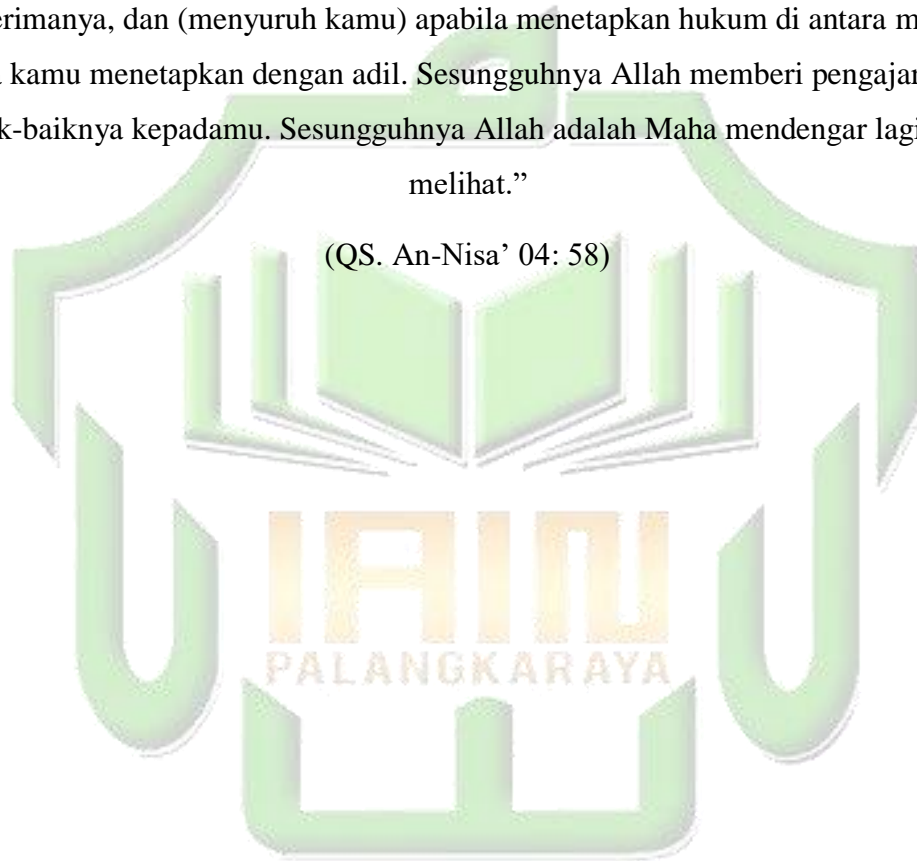 erimanya, dan (menyuruh kamu) apabila menetapkan hukum di antara m
kamu menetapkan dengan adil. Sesungguhnya Allah memberi pengajar
k-baiknya kepadamu. Sesungguhnya Allah adalah Maha mendengar lagi
melihat.”
(QS. An-Nisa’ 04: 58)
IAIN
PALANGKARAYA